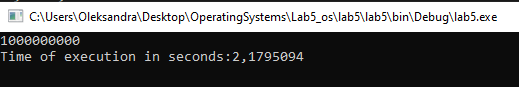 C:\Users\Oleksandra\Desktop\OperatingSystems\Lab5_os\lab5\lab5\bin\Debug\lab5.exe
1000000000
Time of execution in seconds:2,1795094